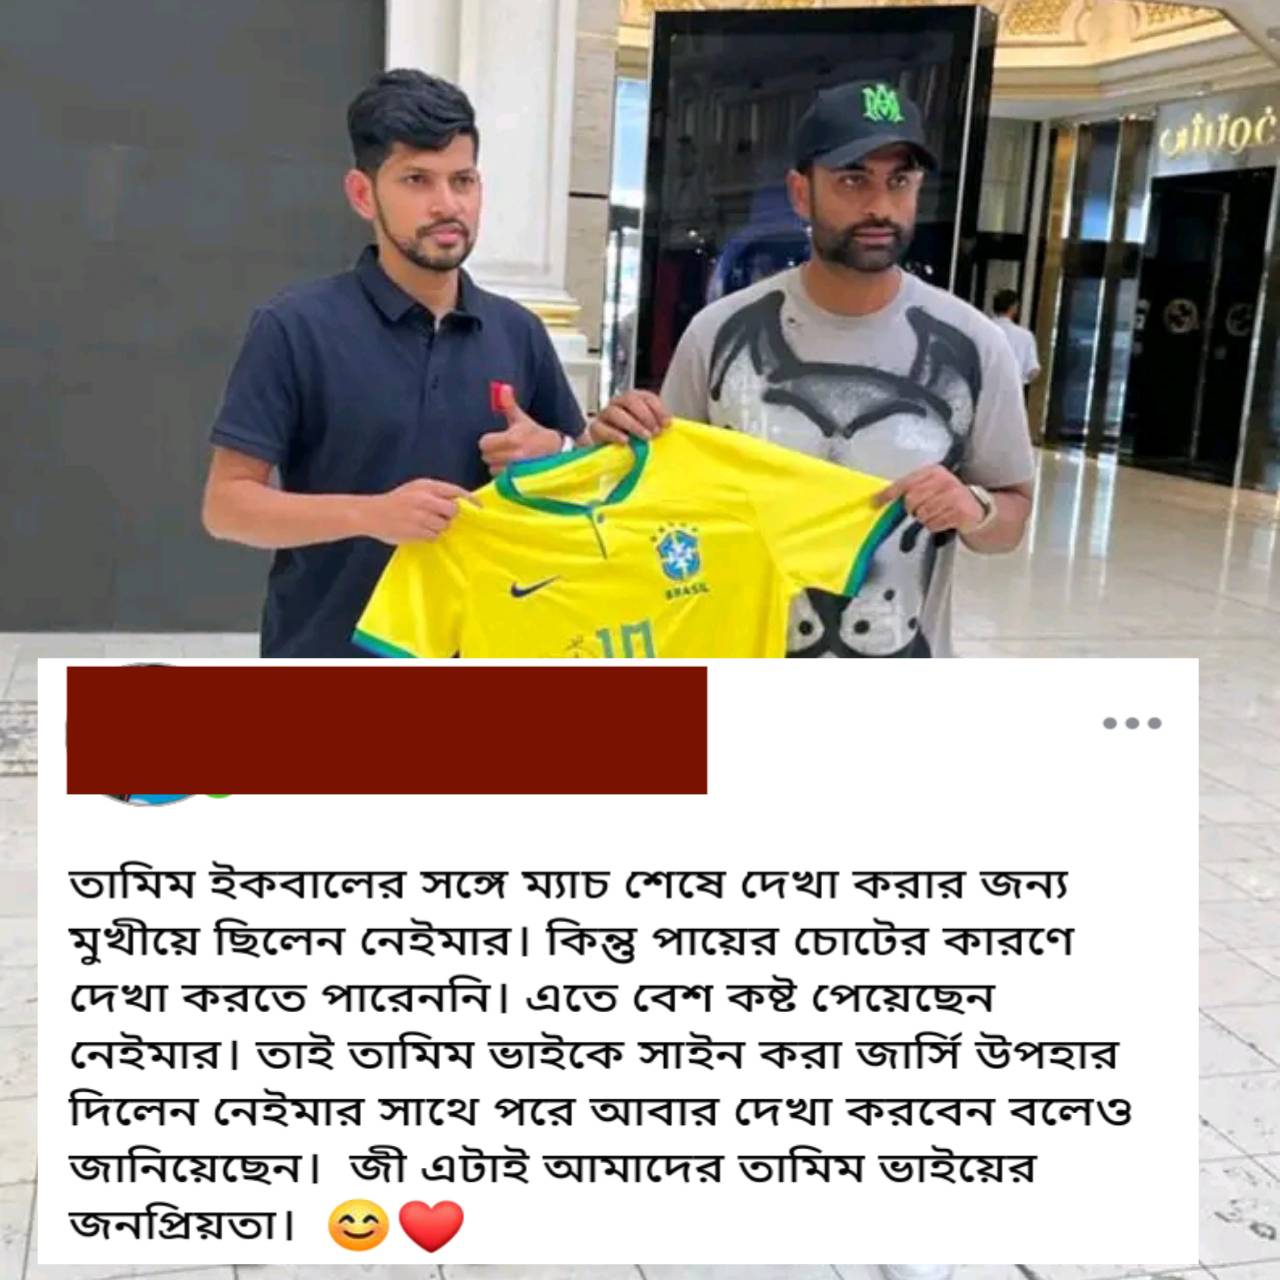 BRASIL
10
তামিম ইকবালের সঙ্গে ম্যাচ শেষে দেখা করার জন্য
মুখীয়ে ছিলেন নেইমার। কিন্তু পায়ের চোটের কারণে
দেখা করতে পারেননি। এতে বেশ কষ্ট পেয়েছেন
নেইমার। তাই তামিম ভাইকে সাইন করা জার্সি উপহার
দিলেন নেইমার সাথে পরে আবার দেখা করবেন বলেও
জানিয়েছেন। জী এটাই আমাদের তামিম ভাইয়ের
জনপ্রিয়তা। 😊❤️